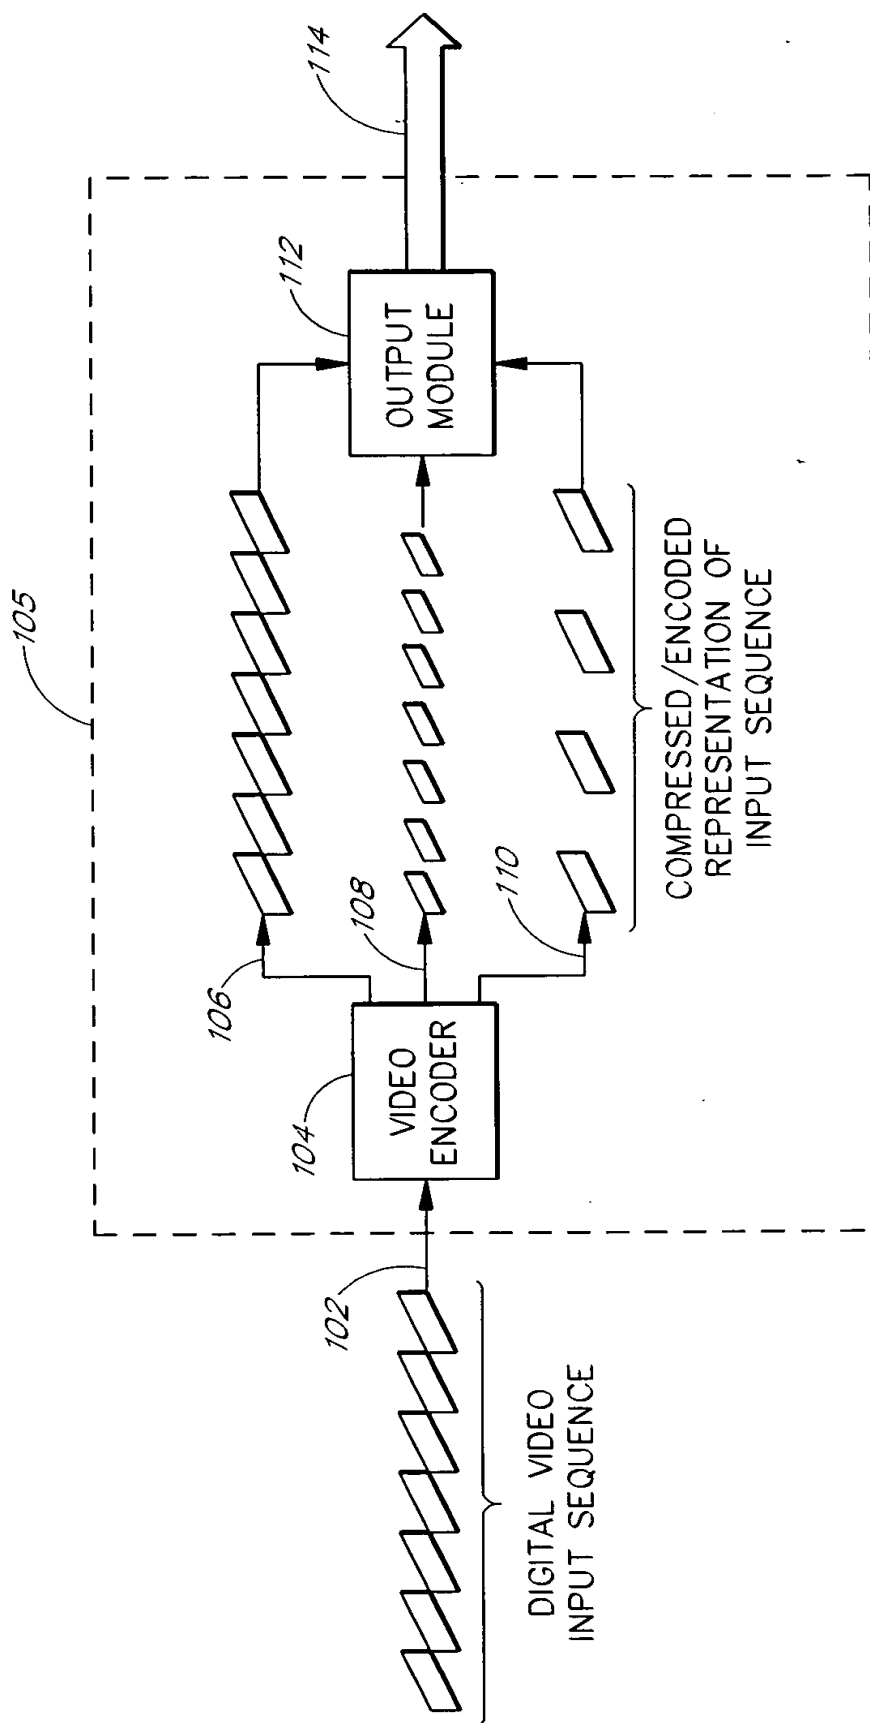 105
114
112
OUTPUT
MODULE
106
108
110
104
VIDEO
ENCODER
102
COMPRESSED/ENCODED
REPRESENTATION OF
INPUT SEQUENCE
DIGITAL VIDEO
INPUT SEQUENCE